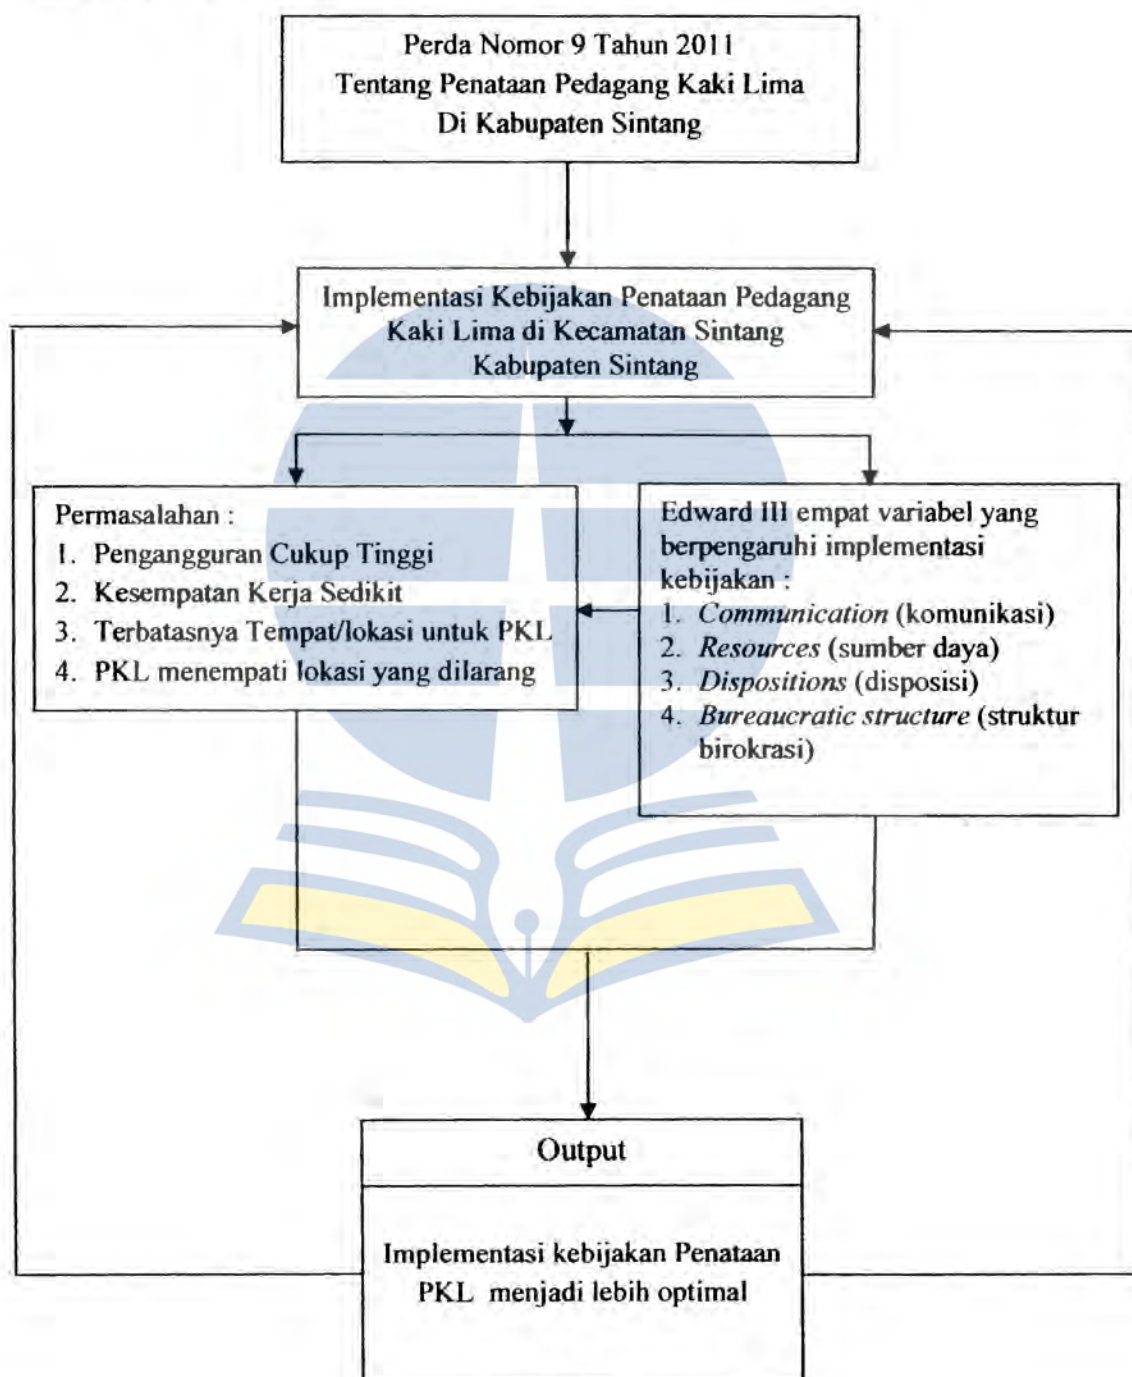 Perda Nomor 9 Tahun 2011
Tentang Penataan Pedagang Kaki Lima
Di Kabupaten Sintang
Implementasi Kebijakan Penataan Pedagang
Kaki Lima di Kecamatan Sintang
Kabupaten Sintang
Permasalahan :
1. Pengangguran Cukup Tinggi
2. Kesempatan Kerja Sedikit
3. Terbatasnya Tempat/lokasi untuk PKL
4. PKL menempati lokasi yang dilarang
Edward III empat variabel yang
berpengaruhi implementasi
kebijakan :
1. Communication (komunikasi)
2. Resources (sumber daya)
3. Dispositions (disposisi)
4. Bureaucratic structure (struktur
birokrasi)
Output
Implementasi kebijakan Penataan
PKL menjadi lebih optimal